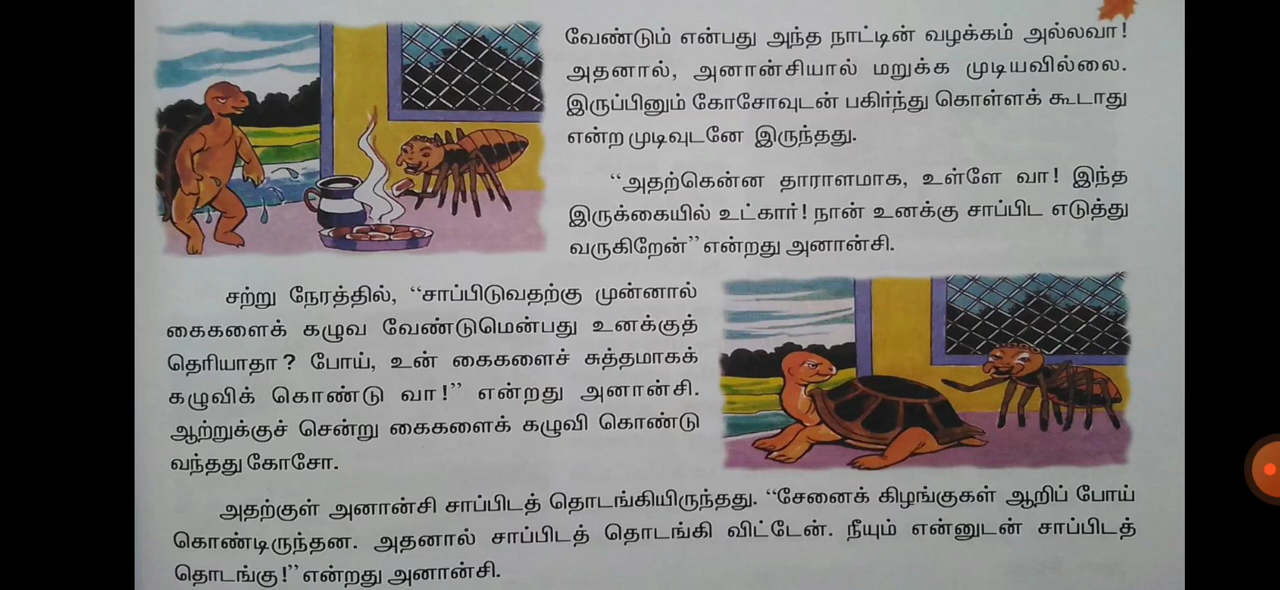 வேண்டும் என்பது அந்த நாட்டின் வழக்கம் அல்லவா!
அதனால், அனான்சியால் மறுக்க முடியவில்லை.
இருப்பினும் கோசோவுடன் பகிர்ந்து கொள்ளக் கூடாது
என்ற முடிவுடனே இருந்தது.
“அதற்கென்ன தாராளமாக, உள்ளே வா! இந்த
இருக்கையில் உட்கார்! நான் உனக்கு சாப்பிட எடுத்து
வருகிறேன்” என்றது அனான்சி.
சற்று நேரத்தில், “சாப்பிடுவதற்கு முன்னால்
கைகளைக் கழுவ வேண்டுமென்பது உனக்குத்
தெரியாதா? போய், உன் கைகளைச் சுத்தமாகக்
கழுவிக் கொண்டு வா!” என்றது அனான்சி.
ஆற்றுக்குச் சென்று கைகளைக் கழுவி கொண்டு
வந்தது கோசோ.
அதற்குள் அனான்சி சாப்பிடத் தொடங்கியிருந்தது. “சேனைக் கிழங்குகள் ஆறிப் போய்
கொண்டிருந்தன. அதனால் சாப்பிடத் தொடங்கி விட்டேன். நீயும் என்னுடன் சாப்பிடத்
தொடங்கு!” என்றது அனான்சி.